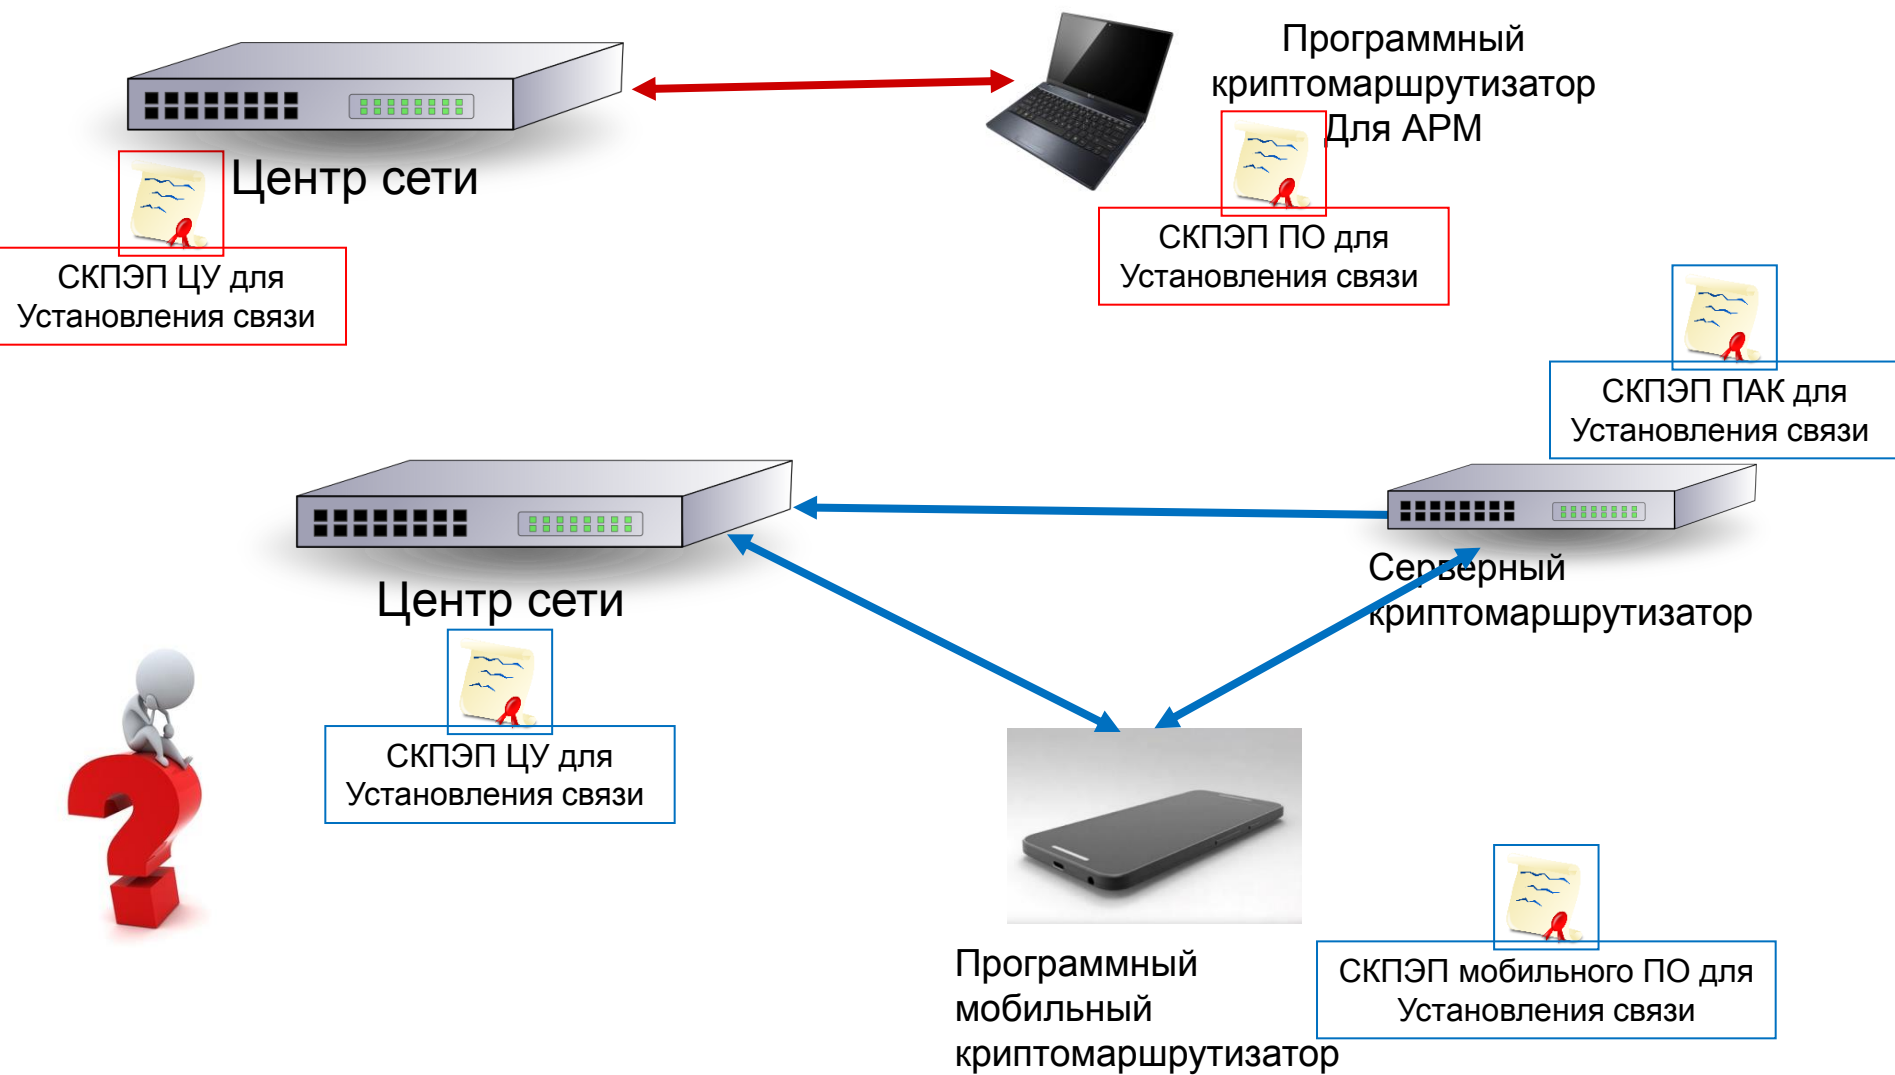 Программный
криптомаршрутизатор
Для АРМ
Центр сети
СКПЭП ЦУ для
Установления связи
СКПЭП ПО для
Установления связи
СКПЭП ПАК для
Установления связи
Центр сети
Серверный
криптомаршрутизатор
СКПЭП ЦУ для
Установления связи
Программный
мобильный
криптомаршрутизатор
СКПЭП мобильного ПО для
Установления связи